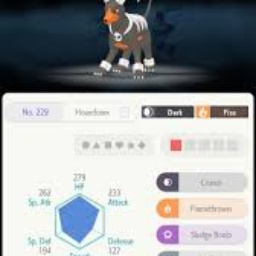 No. 229
Houndoom
Dark
Fire
279
HP
262
Sp. Atk
233
Attack
Crunch
Flamethrower
Sludge Bomb
Sp. Def
194
Defense
127
Speed